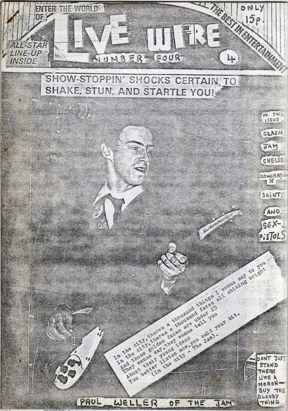 ENTER THE WORLD
OF
LIVE WIRE
NUMBER FOUR
4
ONLY
15p.
THE BEST IN ENTERTAINMENT
ALL-STAR
LINE-UP
INSIDE
SHOW-STOPPIN' SHOCKS CERTAIN TO
SHAKE, STUN, AND STARTLE YOU!
IN THIS
ISSUE
CLASH
JAM
CHELSEA
SAINTS
AND
SEX-
PISTOLS
In the city, theres a thousand things I wanna say to you
DON'T JUST
STAND
THERE
LIKE A
MORON-
BUY THE
BLOODY
THING
PAUL WELLER OF THE JAM